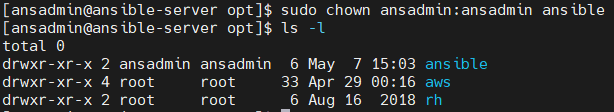 [ansadmin@ansible-server opt]$ sudo chown ansadmin:ansadmin ansible
[ansadmin@ansible-server opt]$ ls -l
total 0
drwxr-xr-x 2 ansadmin ansadmin  6 May  7 15:03 ansible
drwxr-xr-x 4 root     root     33 Apr 29 00:16 aws
drwxr-xr-x 2 root     root      6 Aug 16  2018 rh